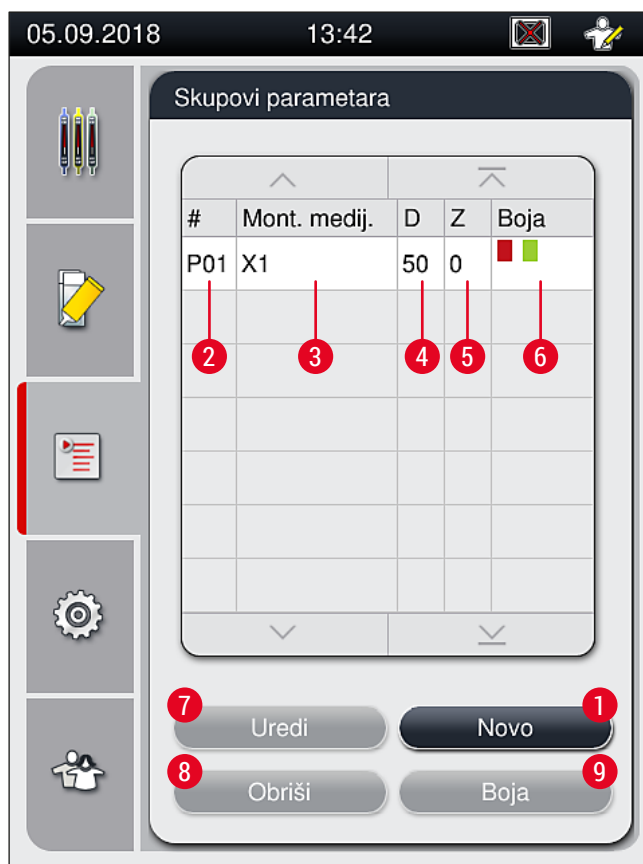 05.09.2018 13:42
Skupovi parametara
# Mont. medij. D Z Boja
P01 X1 50 0
2 3 4 5 6
7 1
Uredi Novo
8 9
Obriši Boja